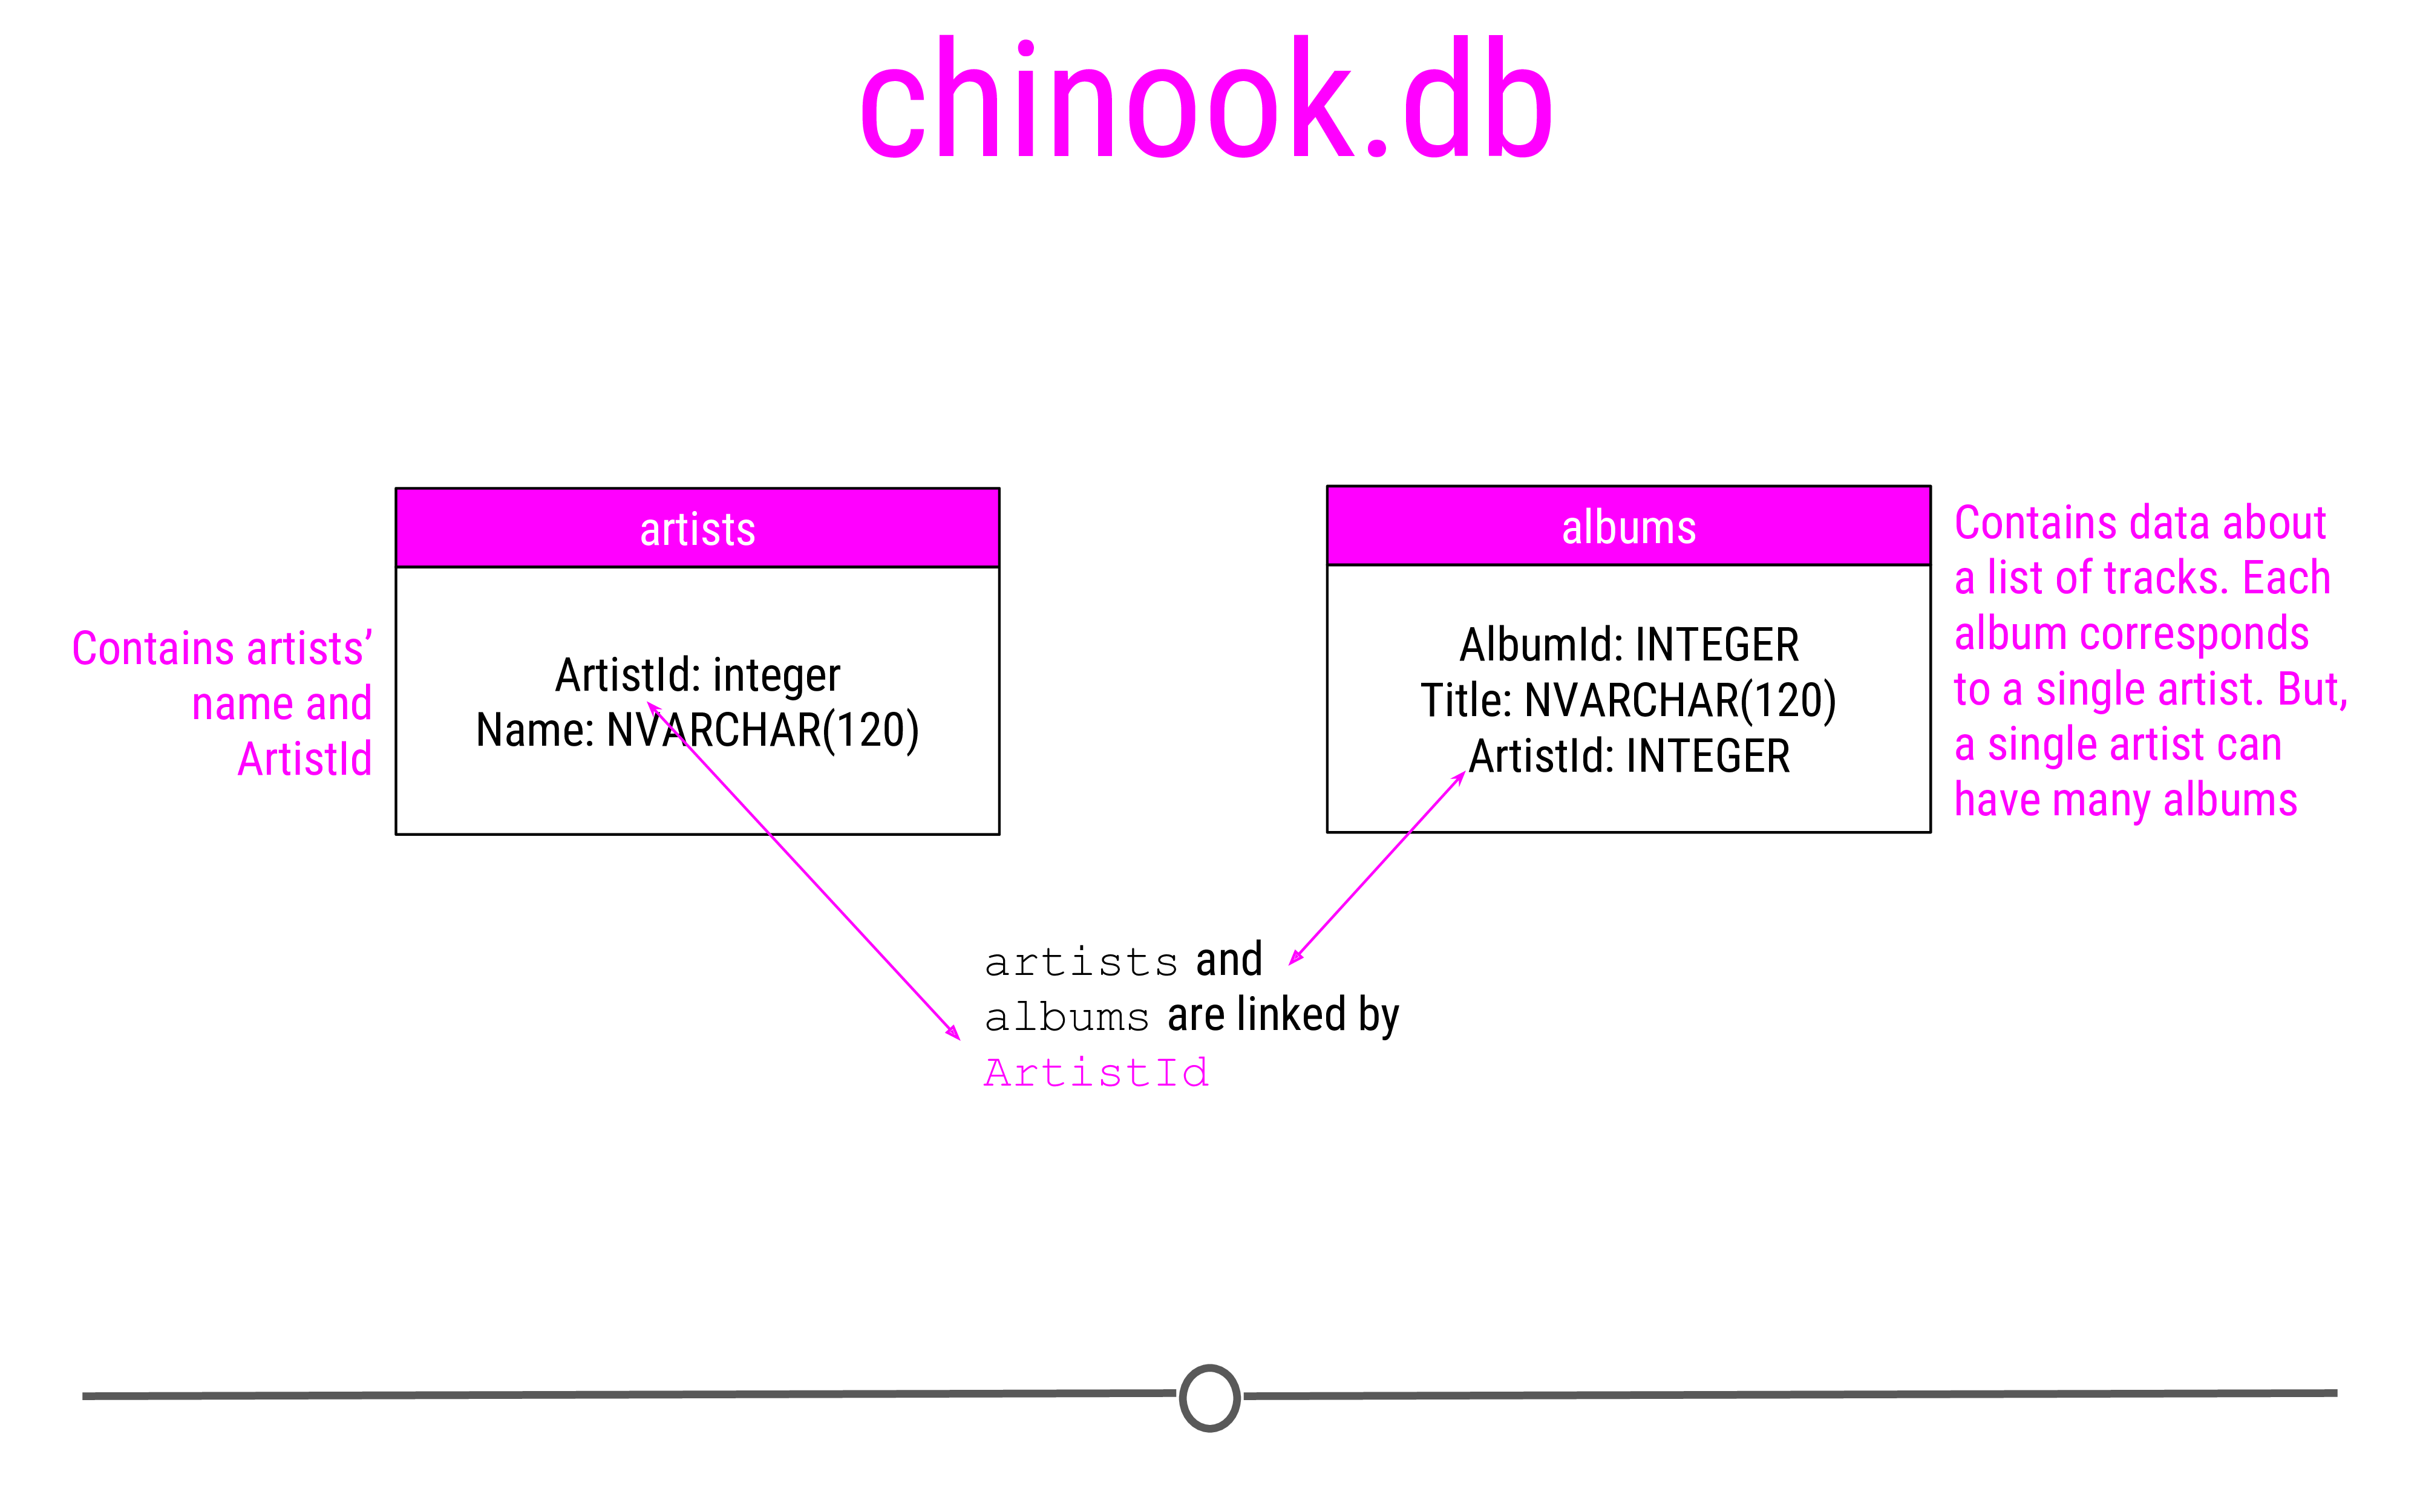 chinook.db
artists
Contains artists’
name and
ArtistId
ArtistId: integer
Name: NVARCHAR(120)
albums
AlbumId: INTEGER
Title: NVARCHAR(120)
ArtistId: INTEGER
Contains data about
a list of tracks. Each
album corresponds
to a single artist. But,
a single artist can
have many albums
artists and
albums are linked by
ArtistId